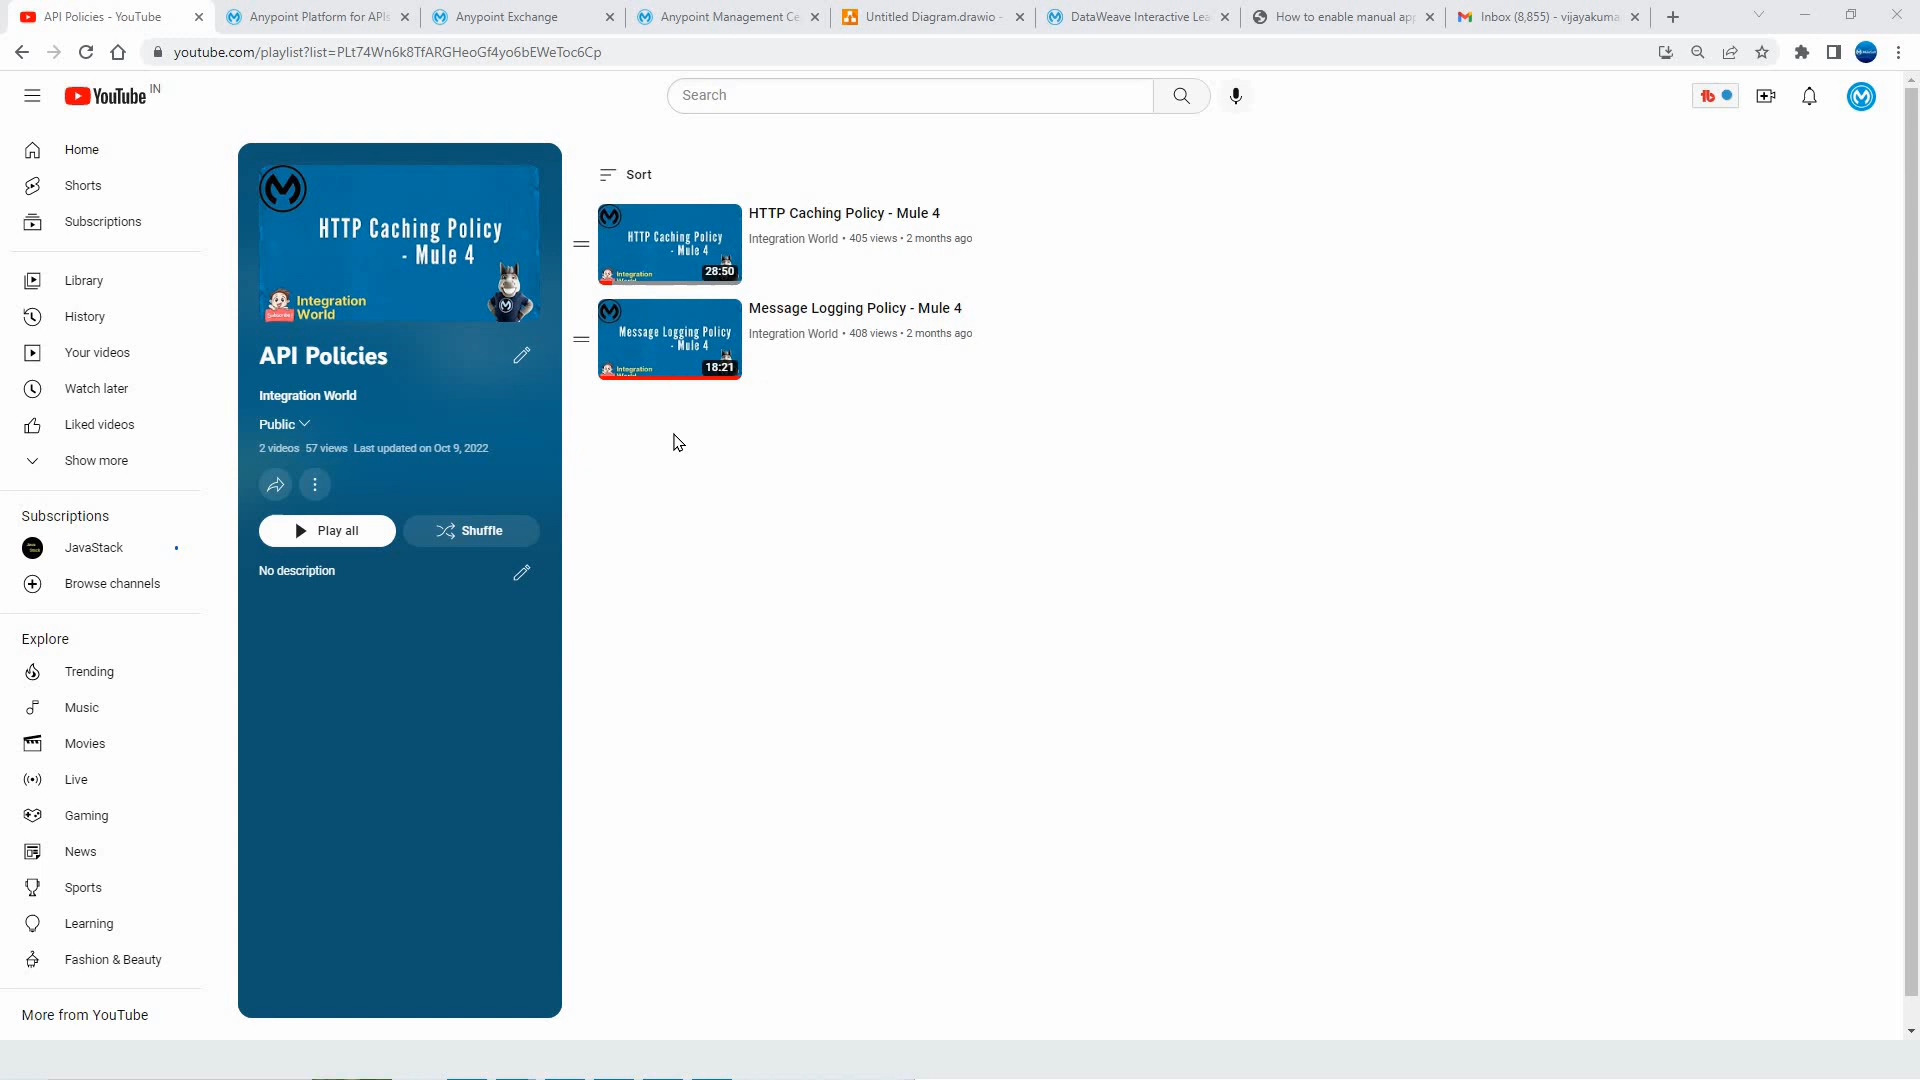 API Policies - YouTube
Anypoint Platform for APIs
Anypoint Exchange
Anypoint Management Ce
Untitled Diagram.drawio -
DataWeave Interactive Lea
How to enable manual app
Inbox (8,855) - vijayakuma
youtube.com/playlist?list=PLt74Wn6k8TfARGHeoGf4yo6bEWeToc6Cp
YouTube IN
Search
Home
Shorts
Subscriptions
Library
History
Your videos
Watch later
Liked videos
Show more
Subscriptions
JavaStack
Browse channels
Explore
Trending
Music
Movies
Live
Gaming
News
Sports
Learning
Fashion & Beauty
More from YouTube
HTTP Caching Policy
- Mule 4
Integration
World
API Policies
Integration World
Public
2 videos 57 views Last updated on Oct 9, 2022
Play all
Shuffle
No description
Sort
HTTP Caching Policy
- Mule 4
Integration
28:50
HTTP Caching Policy - Mule 4
Integration World • 405 views • 2 months ago
Message Logging Policy
- Mule 4
Integration
18:21
Message Logging Policy - Mule 4
Integration World • 408 views • 2 months ago